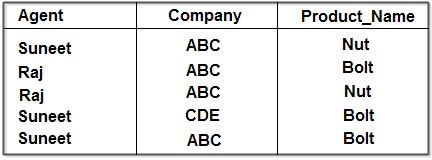 Agent Company Product_Name
Suneet ABC Nut
Raj ABC Bolt
Raj ABC Nut
Suneet CDE Bolt
Suneet ABC Bolt